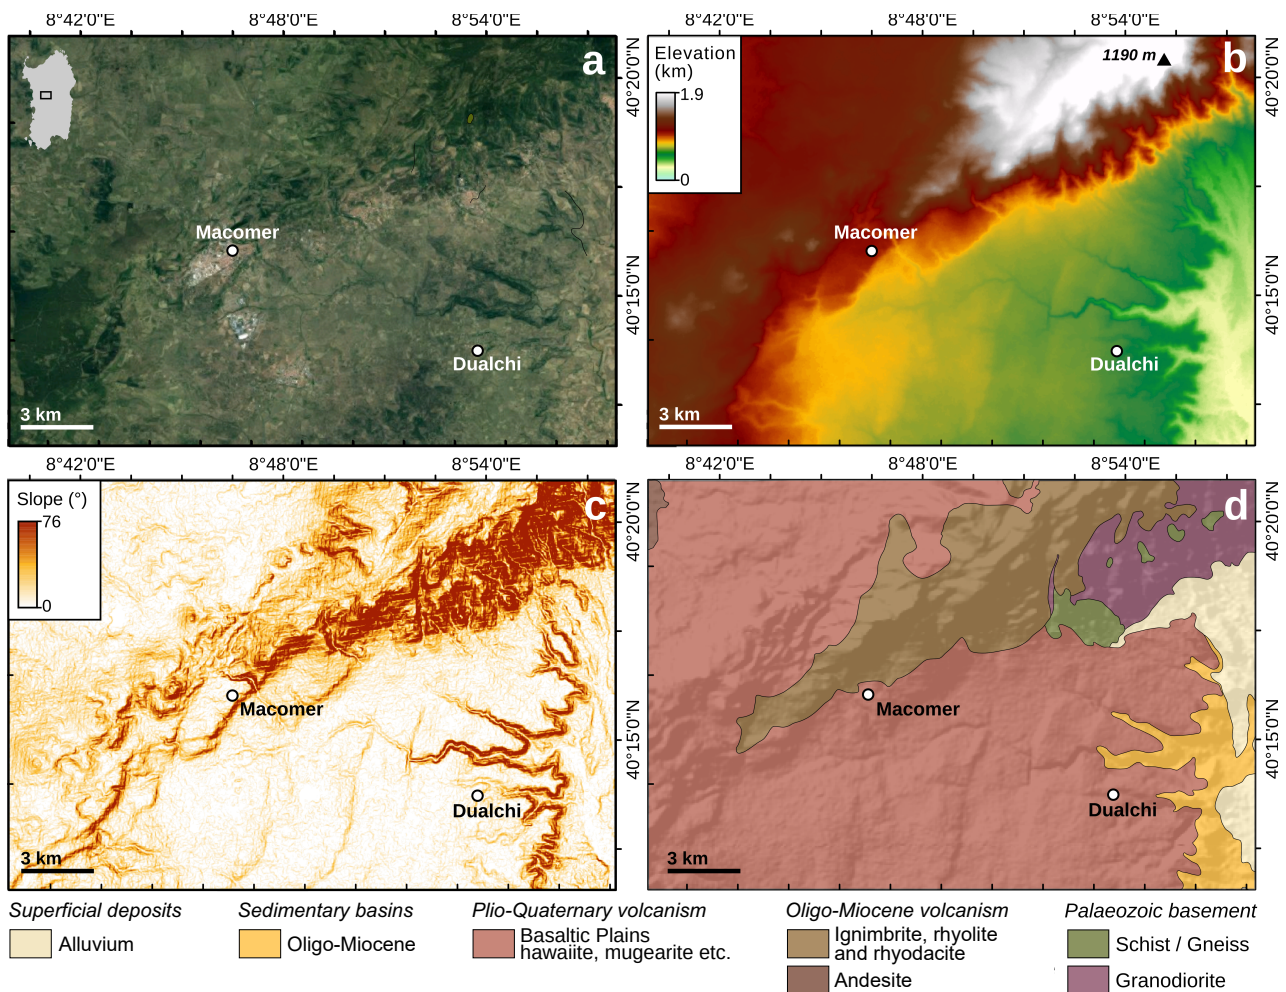 8°42'0"E 8°48'0"E 8°54'0"E 8°42'0"E 8°48'0"E 8°54'0"E
a
Macomer
Dualchi
3 km
40°20'0"N
40°15'0"N
Elevation
(km)
1.9
0
1190 m
b
Macomer
Dualchi
3 km
40°20'0"N
40°15'0"N
8°42'0"E 8°48'0"E 8°54'0"E 8°42'0"E 8°48'0"E 8°54'0"E
Slope (°)
76
0
c
Macomer
Dualchi
3 km
40°20'0"N
40°15'0"N
d
Macomer
Dualchi
3 km
40°20'0"N
40°15'0"N
Superficial deposits
Alluvium
Sedimentary basins
Oligo-Miocene
Plio-Quaternary volcanism
Basaltic Plains
hawaiite, mugearite etc.
Oligo-Miocene volcanism
Ignimbrite, rhyolite
and rhyodacite
Andesite
Palaeozoic basement
Schist / Gneiss
Granodiorite